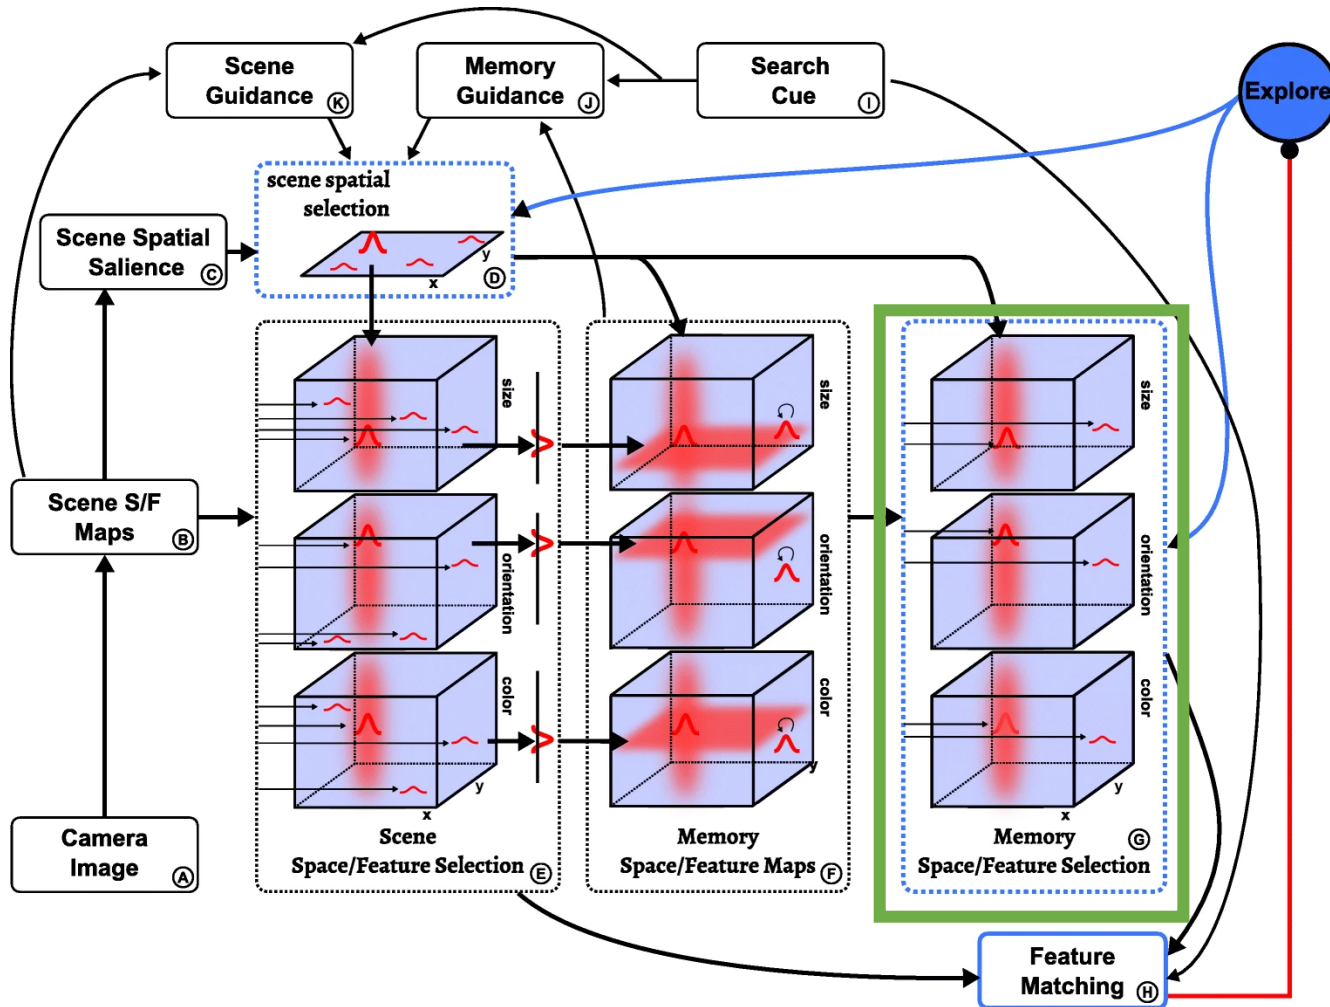 Scene
Guidance
K
Memory
Guidance
J
Search
Cue
I
Explore
scene spatial
selection
y
x
D
Scene Spatial
Salience
C
size
size
size
Scene S/F
Maps
B
orientation
orientation
orientation
color
color
color
y
x
y
y
x
Camera
Image
A
Scene
Space/Feature Selection
E
Memory
Space/Feature Maps
F
Memory
Space/Feature Selection
G
Feature
Matching
H